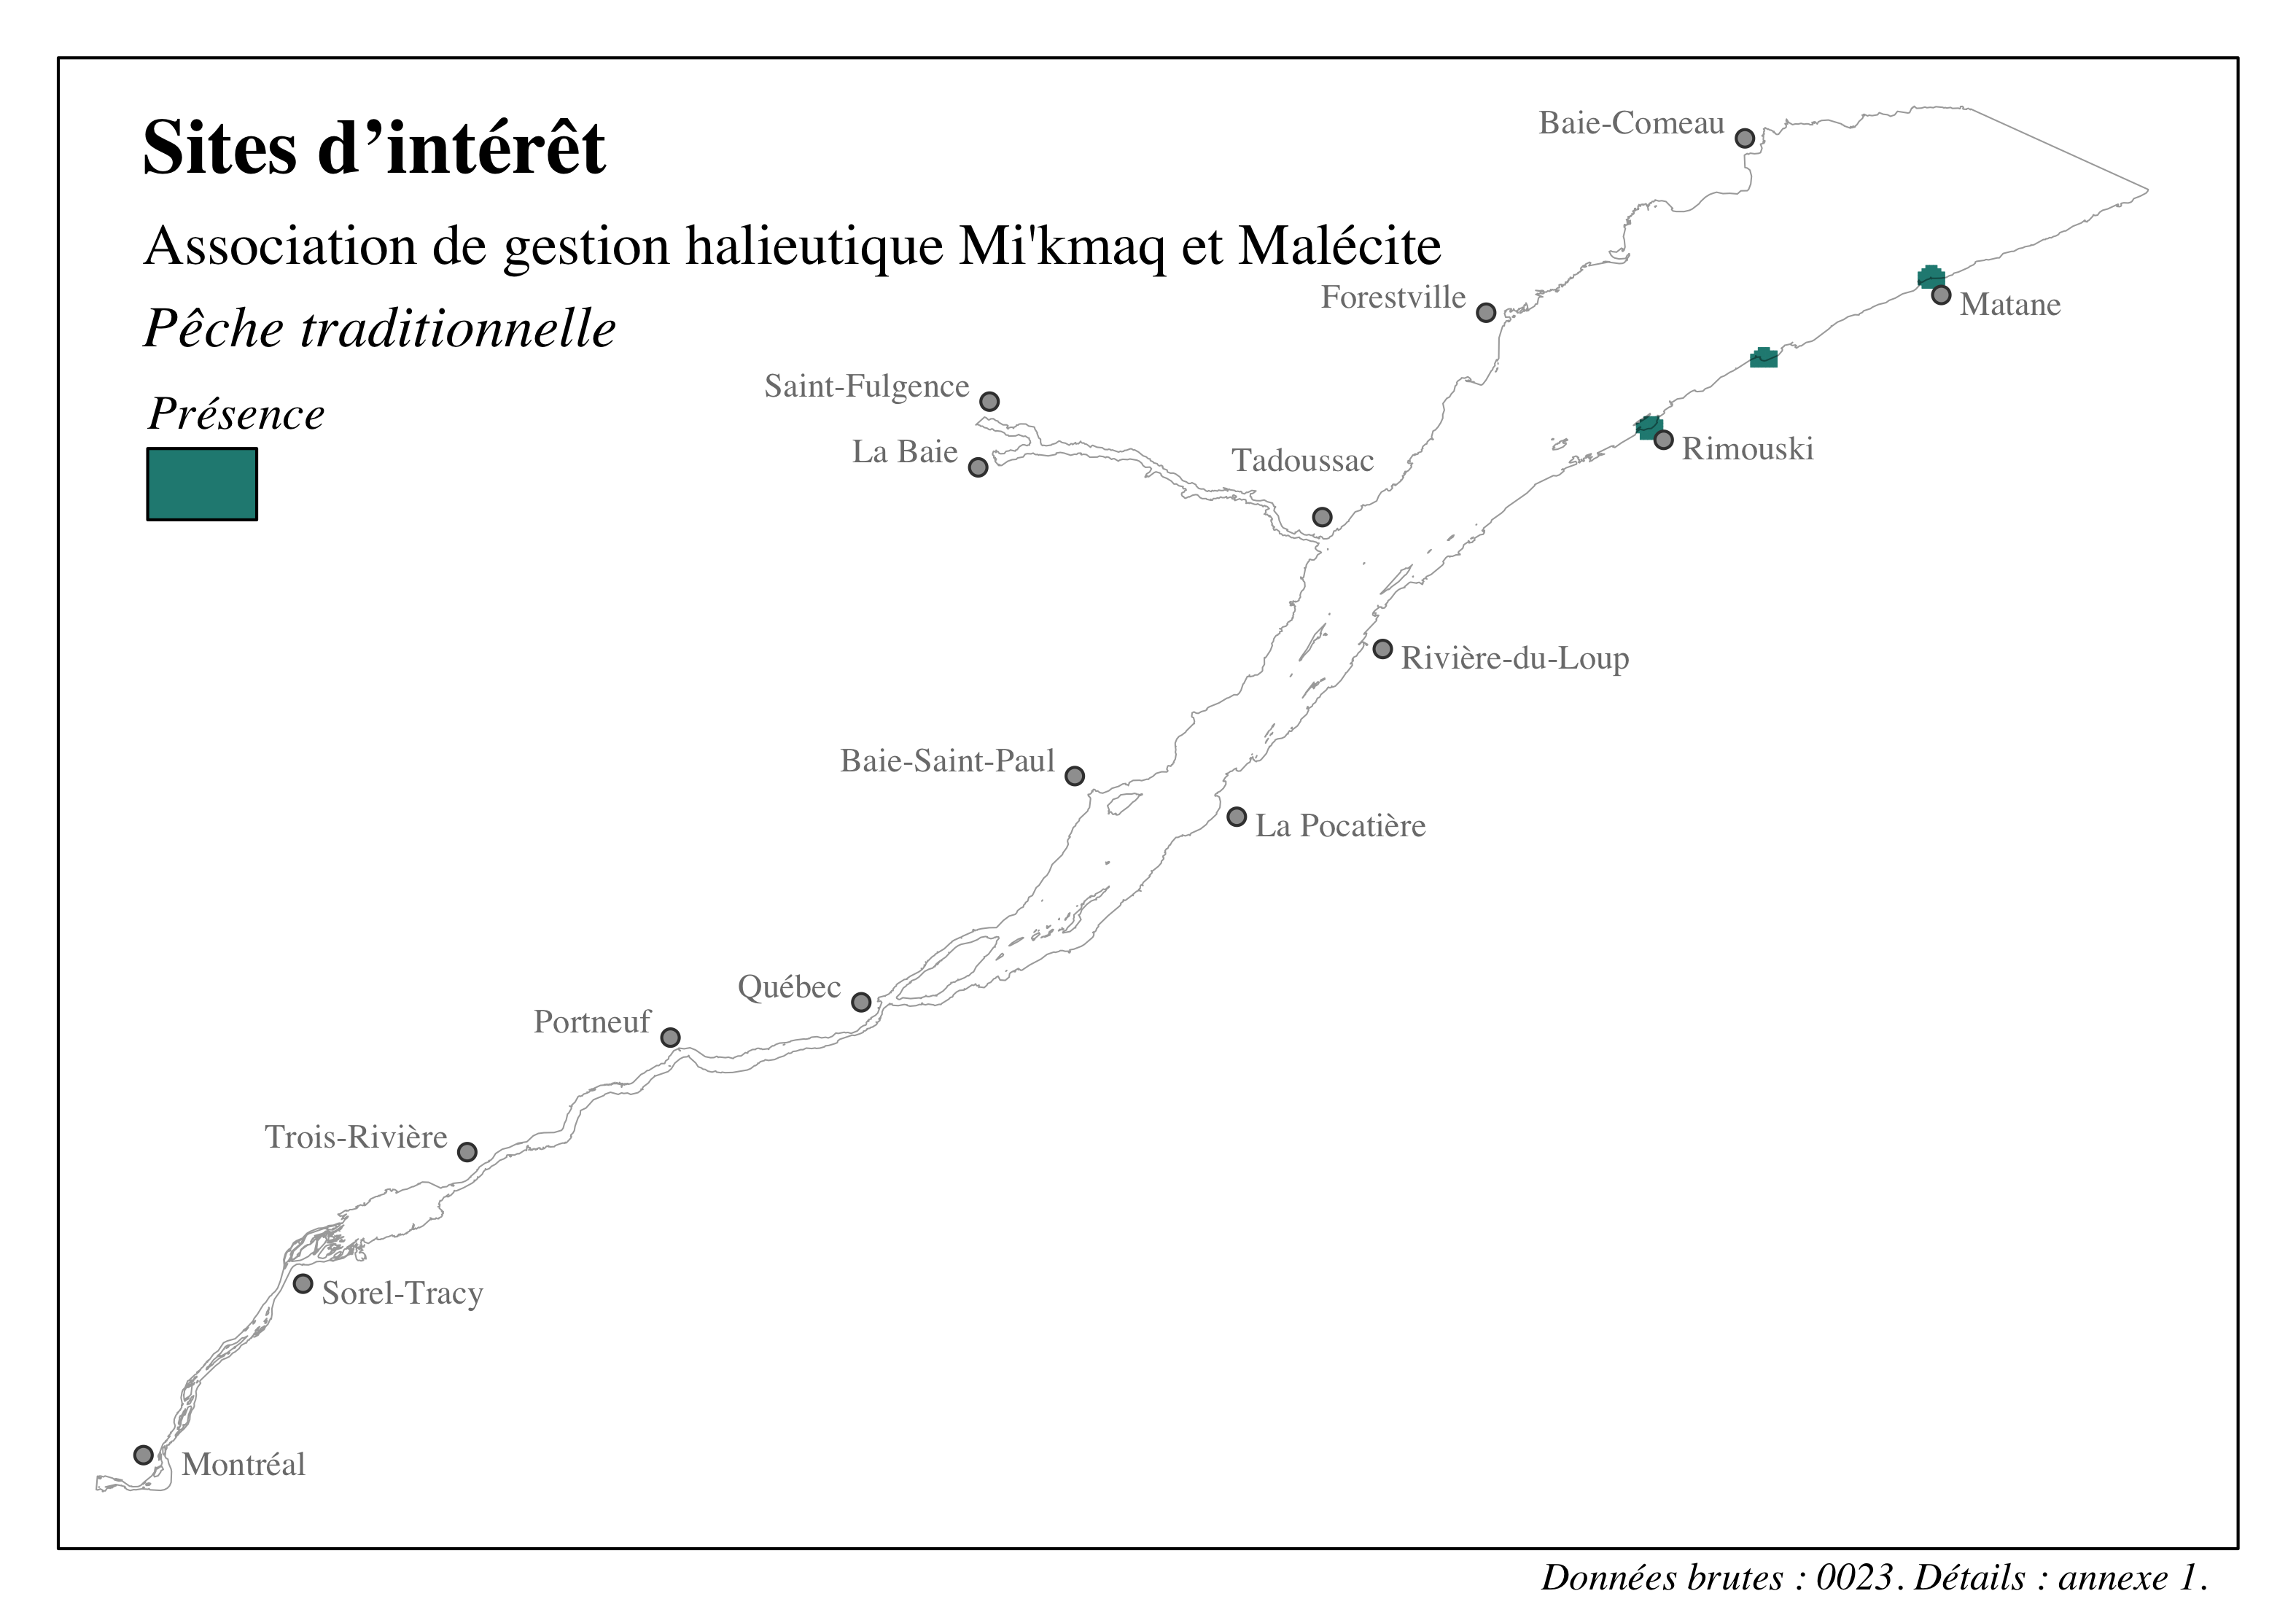 Sites d’intérêt
Association de gestion halieutique Mi'kmaq et Malécite
Pêche traditionnelle
Présence
Baie-Comeau
Forestville
Matane
Saint-Fulgence
La Baie
Tadoussac
Rimouski
Rivière-du-Loup
Baie-Saint-Paul
La Pocatière
Québec
Portneuf
Trois-Rivière
Sorel-Tracy
Montréal
Données brutes : 0023. Détails : annexe 1.